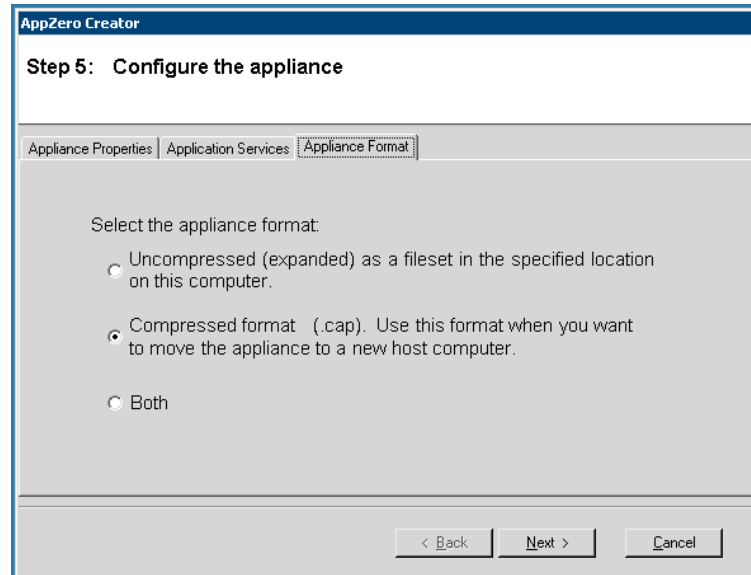 AppZero Creator
Step 5: Configure the appliance
Appliance Properties Application Services Appliance Format
Select the appliance format:
Uncompressed (expanded) as a fileset in the specified location
on this computer.
Compressed format (.cap). Use this format when you want
to move the appliance to a new host computer.
Both
< Back Next > Cancel